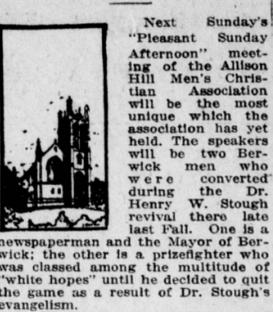 Next Sunday's
"Pleasant Sunday
Afternoon" meet-
ing of the Allison
Hill Men's Chris-
tian Association
will be the most
unique which the
association has yet
held. The speakers
will be two Ber-
wick men who
were converted
during the Dr.
Henry W. Stough
revival there late
last Fall. One is a
newspaperman and the Mayor of Ber-
wick; the other is a prizefighter who
was classed among the multitude of
"white hopes" until he decided to quit
the game as a result of Dr. Stough's
evangelism.